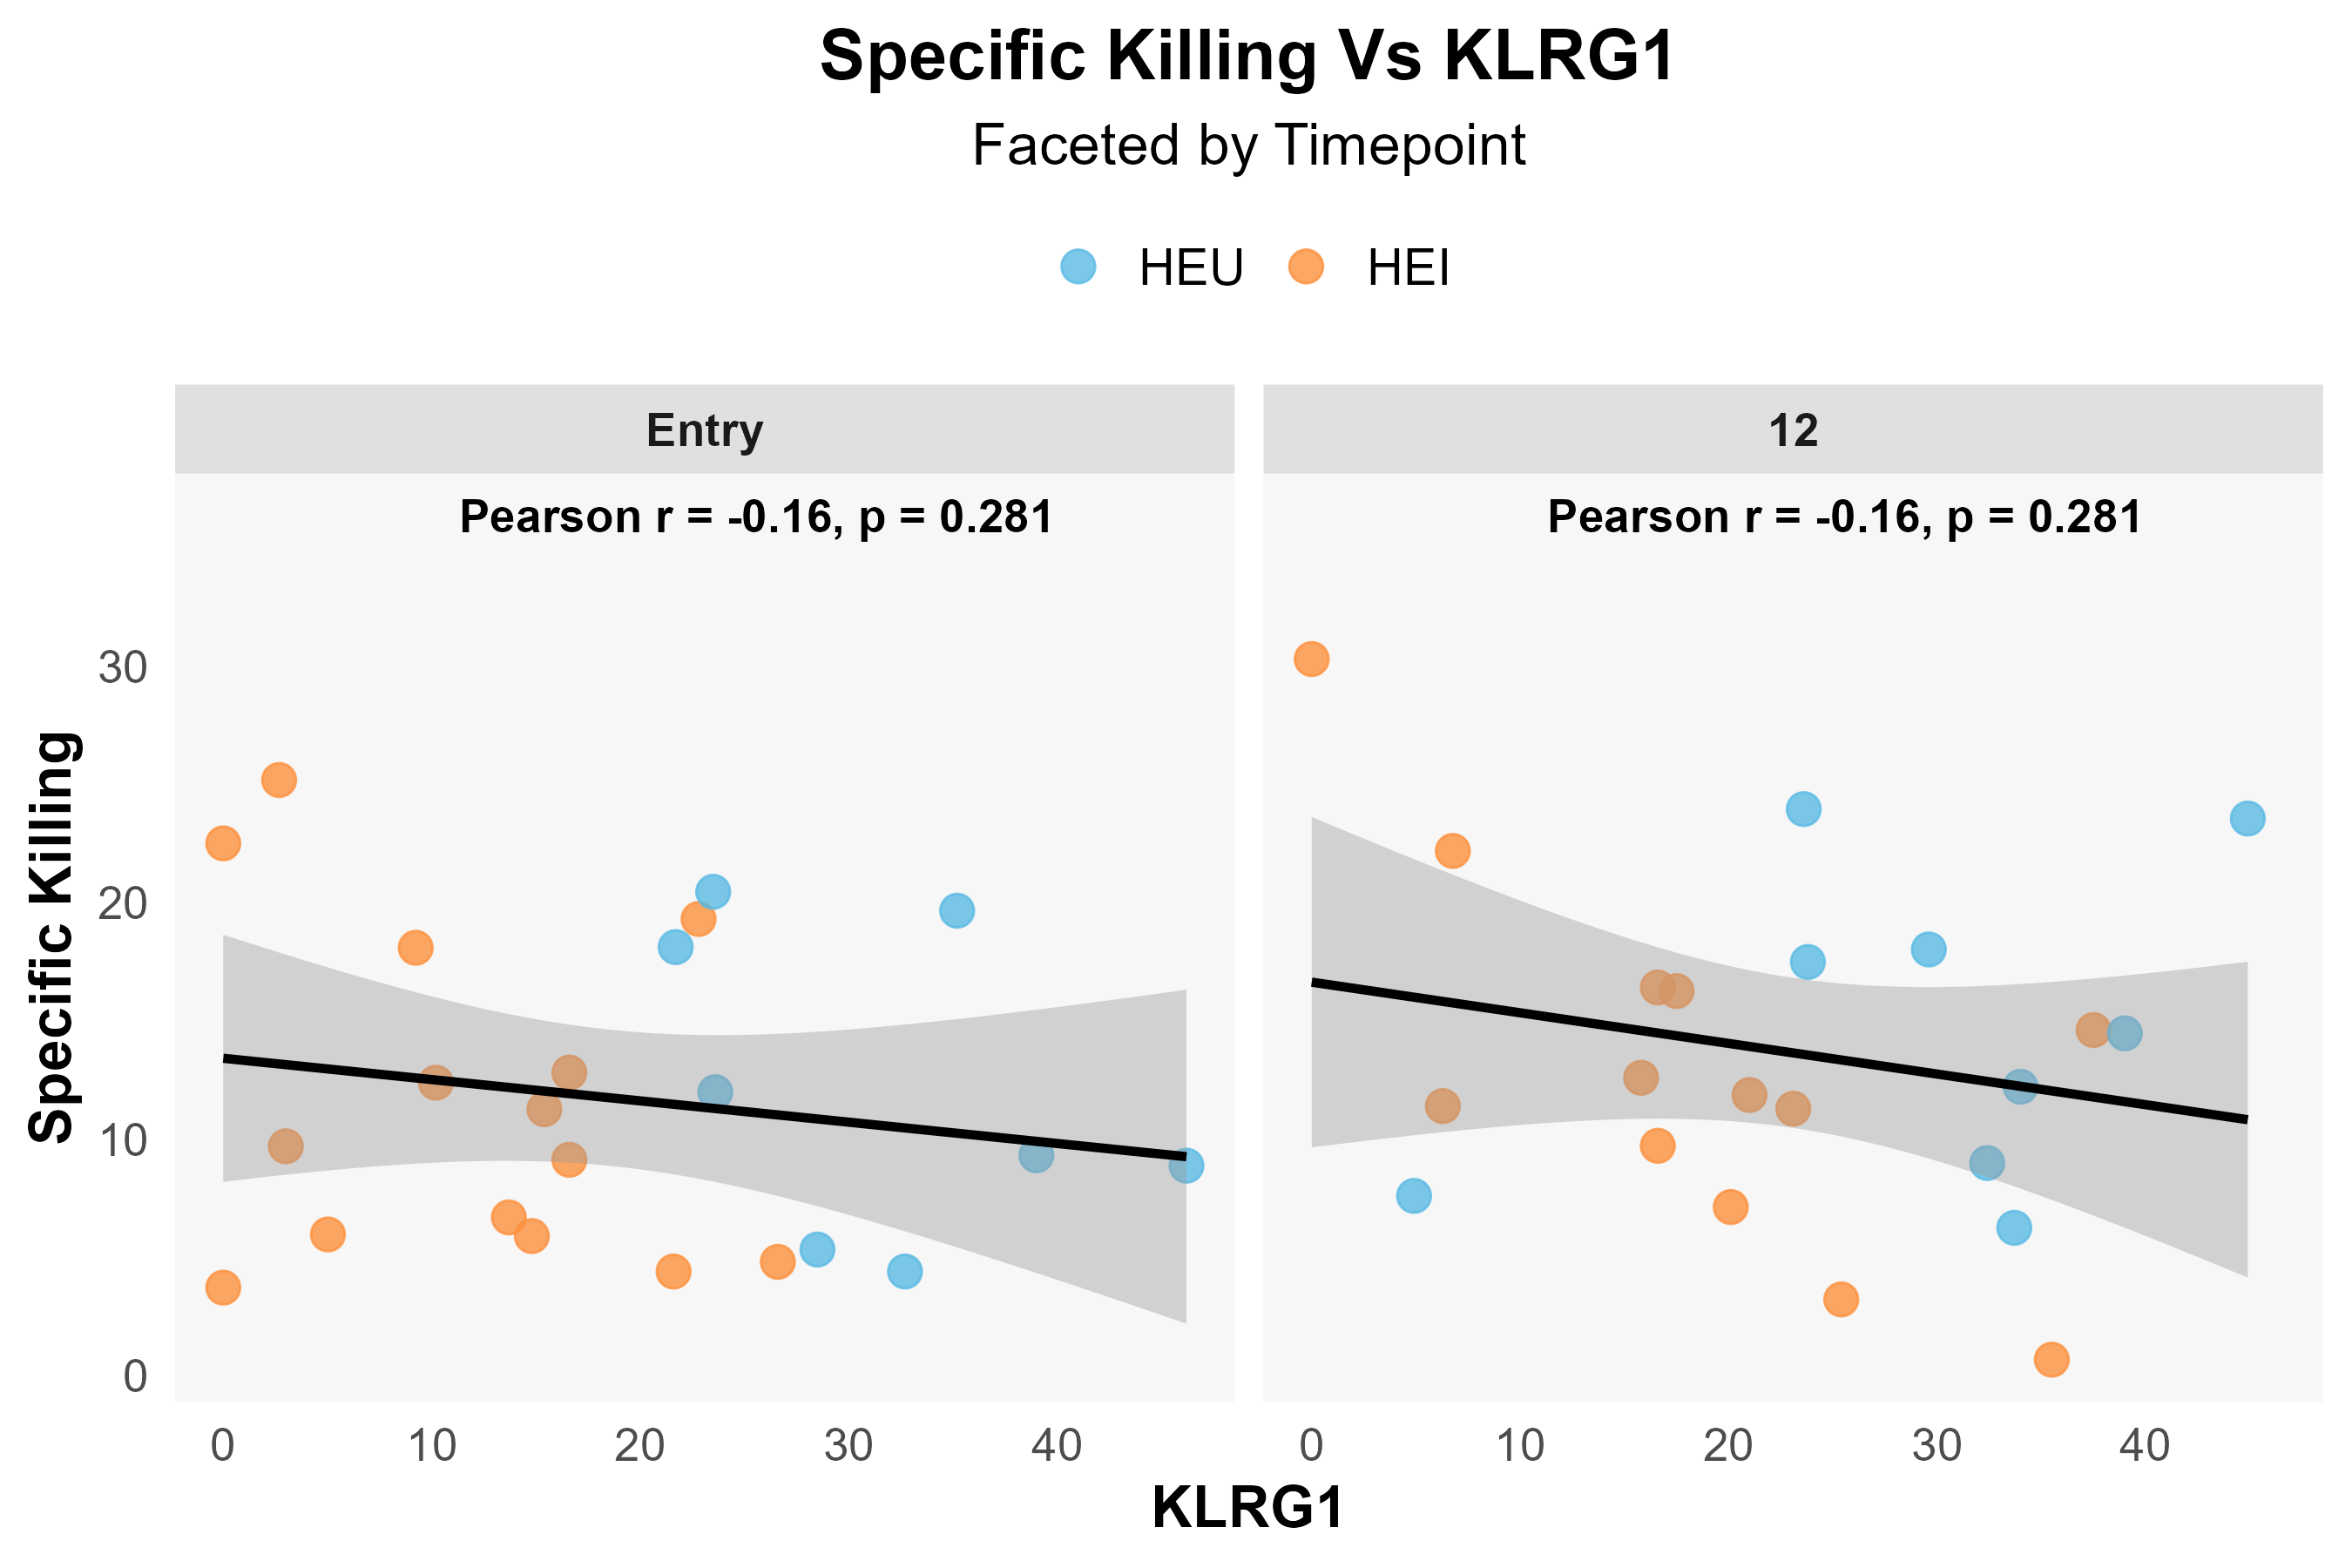 Specific Killing Vs KLRG1
Faceted by Timepoint
HEU HEI
Entry 12
Pearson r = -0.16, p = 0.281 Pearson r = -0.16, p = 0.281
30
20
10
0
Specific Killing
0 10 20 30 40 0 10 20 30 40
KLRG1